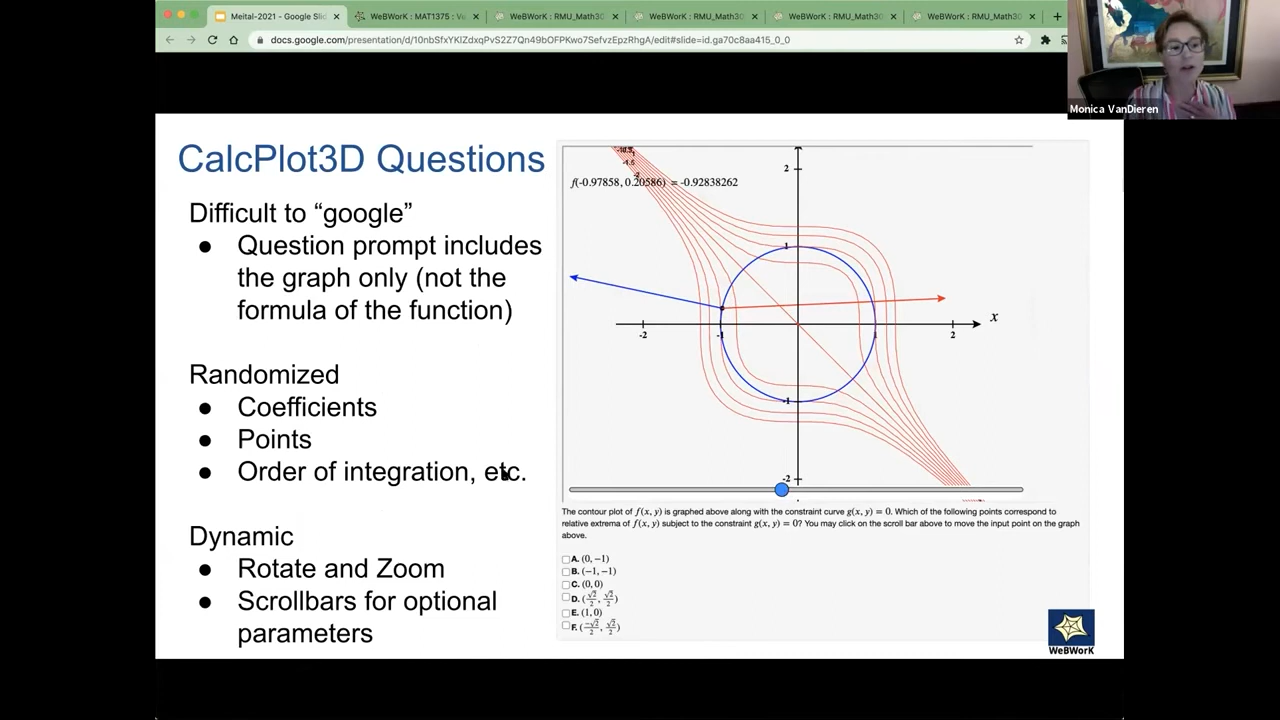 Meital-2021 - Google Slid
WeBWorK : MAT1375 : Ve
WeBWorK : RMU_Math30
WeBWorK : RMU_Math30
WeBWorK : RMU_Math30
WeBWorK : RMU_Math30
docs.google.com/presentation/d/10nbSfxYKIZdxqPvS2Z7Qn49bOFPKwo7SefvzEpzRhgA/edit#slide=id.ga70c8aa415_0_0
Monica VanDieren
CalcPlot3D Questions
Difficult to “google”
● Question prompt includes
the graph only (not the
formula of the function)
Randomized
● Coefficients
● Points
● Order of integration, etc.
Dynamic
● Rotate and Zoom
● Scrollbars for optional
parameters
-1.5
-2
f(-0.97858, 0.20586) = -0.92838262
2
1
x
-2
-1
1
2
-1
-2
The contour plot of f(x, y) is graphed above along with the constraint curve g(x, y) = 0. Which of the following points correspond to
relative extrema of f(x, y) subject to the constraint g(x, y) = 0? You may click on the scroll bar above to move the input point on the graph
above.
A. (0, −1)
B. (−1, −1)
C. (0, 0)
D. (√2/2, √2/2)
E. (1, 0)
F. (−√2/2, √2/2)
WeBWorK